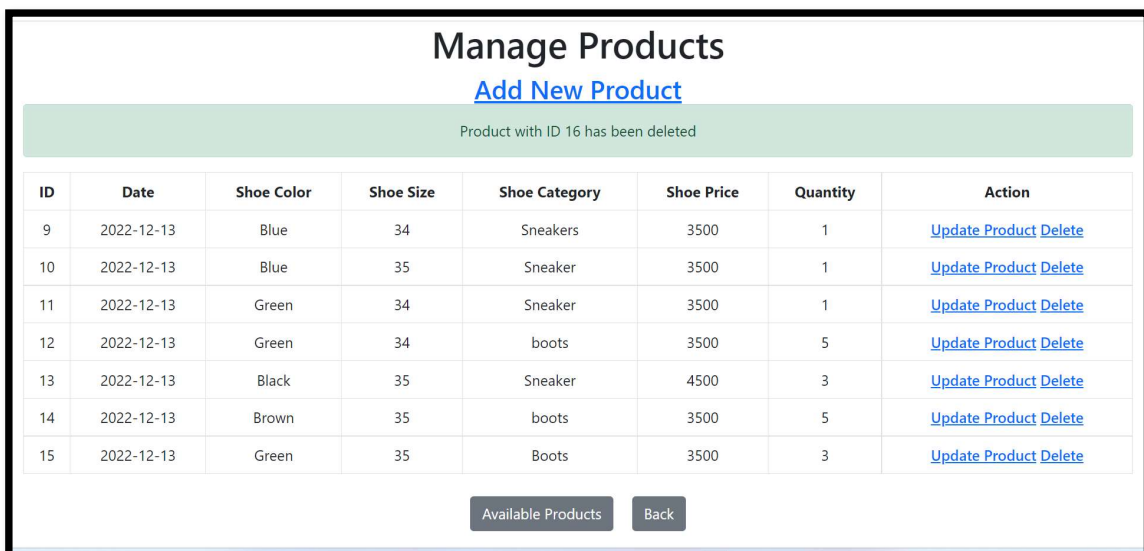 Manage Products
Add New Product
Product with ID 16 has been deleted
ID Date Shoe Color Shoe Size Shoe Category Shoe Price Quantity Action
9 2022-12-13 Blue 34 Sneakers 3500 1 Update Product Delete
10 2022-12-13 Blue 35 Sneaker 3500 1 Update Product Delete
11 2022-12-13 Green 34 Sneaker 3500 1 Update Product Delete
12 2022-12-13 Green 34 boots 3500 5 Update Product Delete
13 2022-12-13 Black 35 Sneaker 4500 3 Update Product Delete
14 2022-12-13 Brown 35 boots 3500 5 Update Product Delete
15 2022-12-13 Green 35 Boots 3500 3 Update Product Delete
Available Products Back